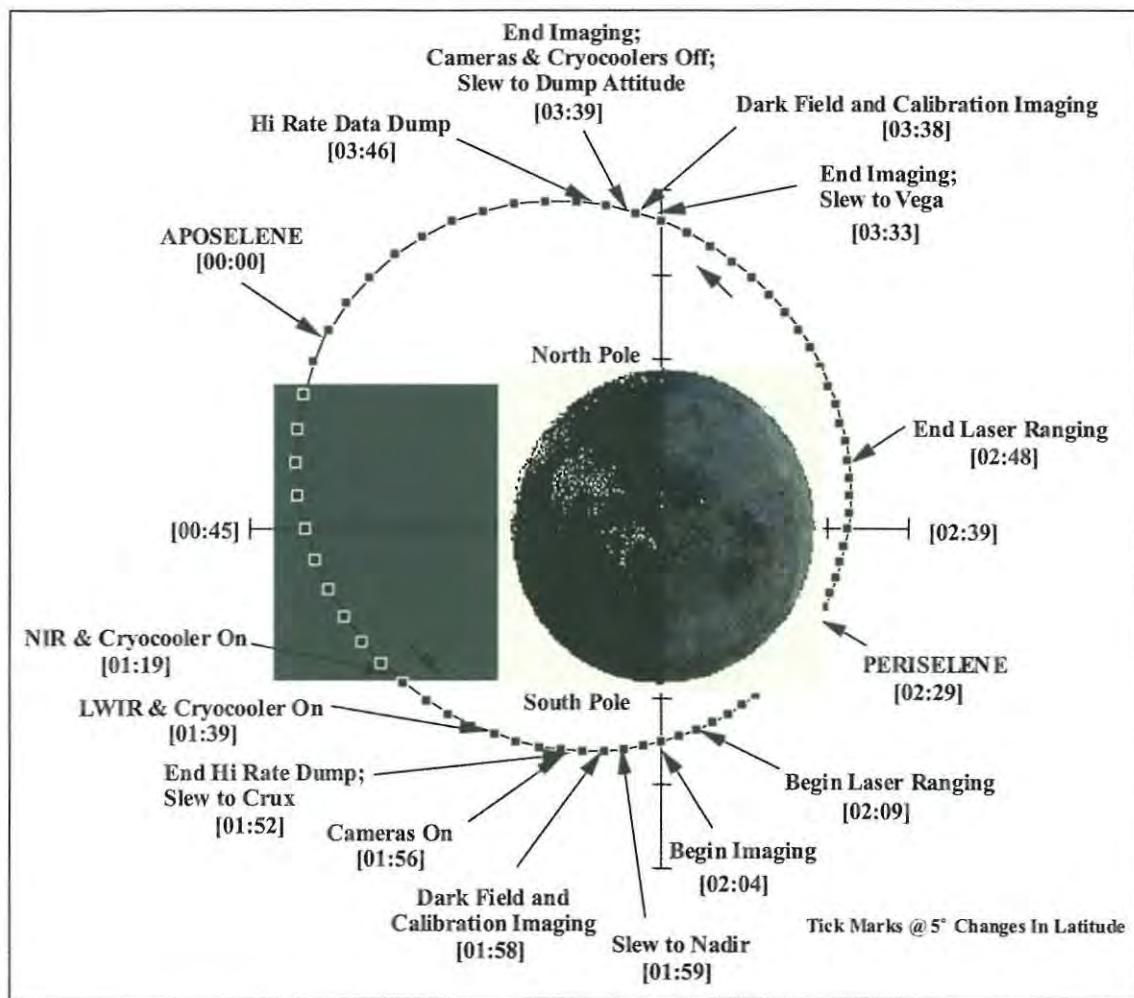 End Imaging;
Cameras & Cryocoolers Off;
Slew to Dump Attitude
[03:39]
Dark Field and Calibration Imaging
[03:38]
Hi Rate Data Dump
[03:46]
End Imaging;
Slew to Vega
[03:33]
APOSELENE
[00:00]
North Pole
End Laser Ranging
[02:48]
[00:45]
[02:39]
NIR & Cryocooler On
[01:19]
PERISELENE
[02:29]
South Pole
LWIR & Cryocooler On
[01:39]
End Hi Rate Dump;
Slew to Crux
[01:52]
Begin Laser Ranging
[02:09]
Cameras On
[01:56]
Begin Imaging
[02:04]
Dark Field and
Calibration Imaging
[01:58]
Slew to Nadir
[01:59]
Tick Marks @ 5° Changes In Latitude